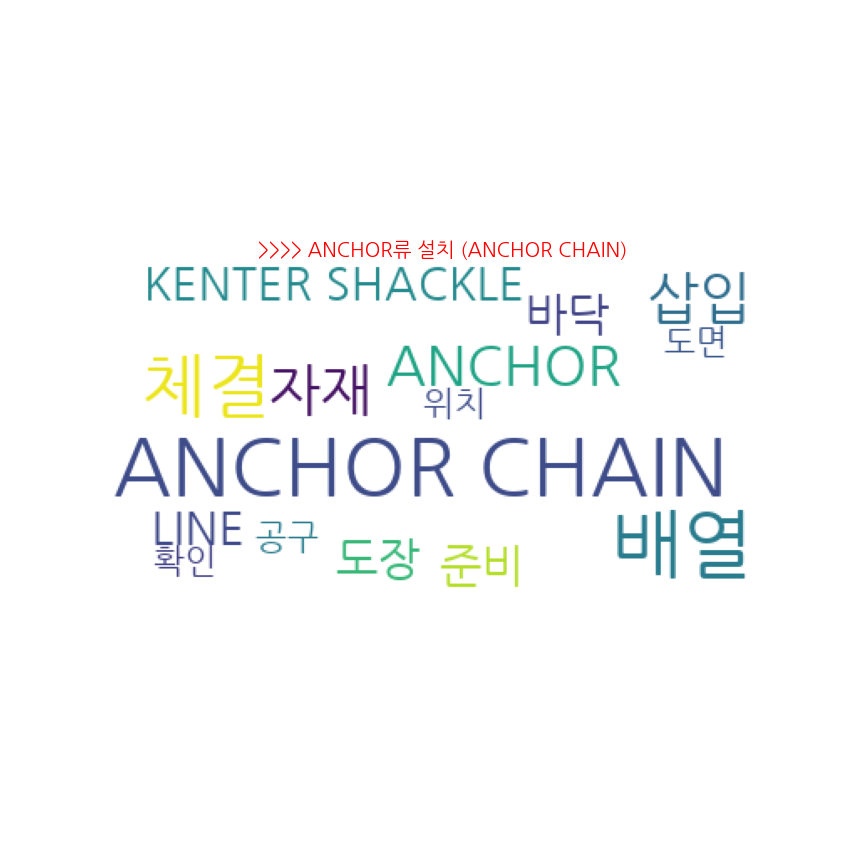 >>>> ANCHOR류 설치 (ANCHOR CHAIN)
KENTER SHACKLE
바닥
삽입
도면
체결
자재
ANCHOR
위치
ANCHOR CHAIN
LINE
확인
공구
도장
준비
배열